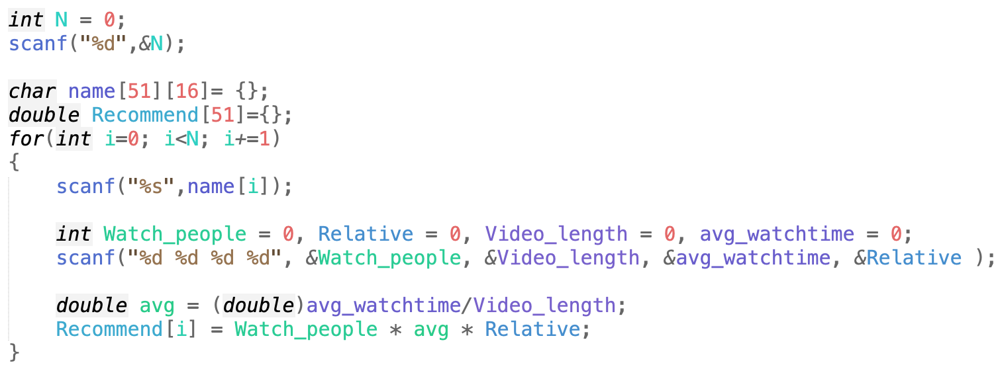 int N = 0;
scanf("%d",&N);

char name[51][16]= {};
double Recommend[51]={};
for(int i=0; i<N; i+=1)
{
    scanf("%s",name[i]);

    int Watch_people = 0, Relative = 0, Video_length = 0, avg_watchtime = 0;
    scanf("%d %d %d %d", &Watch_people, &Video_length, &avg_watchtime, &Relative );

    double avg = (double)avg_watchtime/Video_length;
    Recommend[i] = Watch_people * avg * Relative;
}